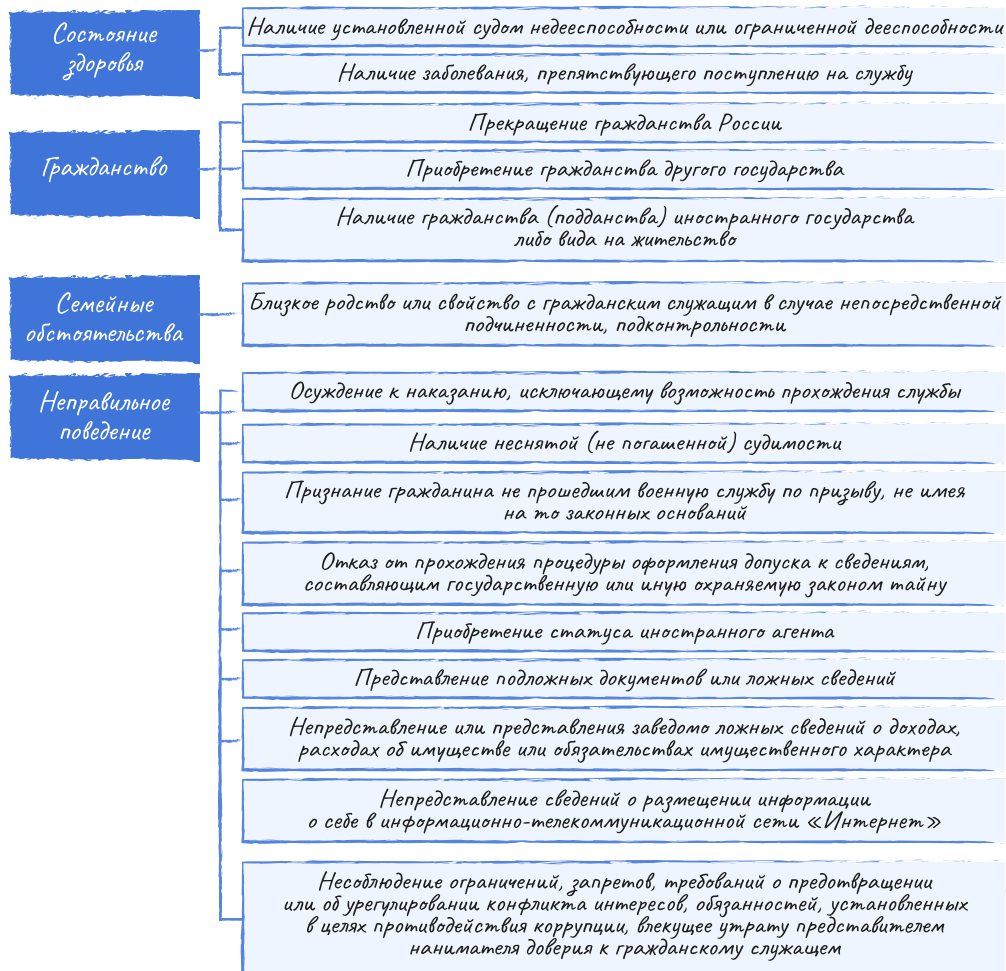 Состояние
здоровья
Наличие установленной судом недееспособности или ограниченной дееспособности
Наличие заболевания, препятствующего поступлению на службу
Гражданство
Прекращение гражданства России
Приобретение гражданства другого государства
Наличие гражданства (подданства) иностранного государства
либо вида на жительство
Семейные
обстоятельства
Близкое родство или свойство с гражданским служащим в случае непосредственной
подчиненности, подконтрольности
Неправильное
поведение
Осуждение к наказанию, исключающему возможность прохождения службы
Наличие неснятой (не погашенной) судимости
Признание гражданина не прошедшим военную службу по призыву, не имея
на то законных оснований
Отказ от прохождения процедуры оформления допуска к сведениям,
составляющим государственную или иную охраняемую законом тайну
Приобретение статуса иностранного агента
Представление подложных документов или ложных сведений
Непредставление или представления заведомо ложных сведений о доходах,
расходах об имуществе или обязательствах имущественного характера
Непредставление сведений о размещении информации
о себе в информационно-телекоммуникационной сети «Интернет»
Несоблюдение ограничений, запретов, требований о предотвращении
или об урегулировании конфликта интересов, обязанностей, установленных
в целях противодействия коррупции, влекущее утрату представителем
нанимателя доверия к гражданскому служащем